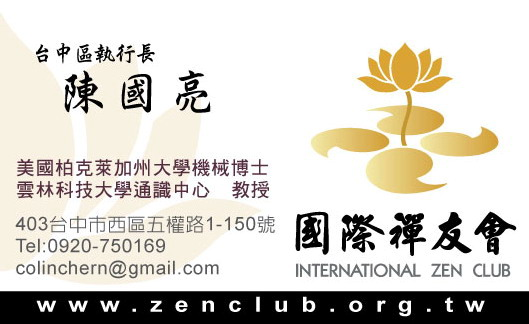 台中區執行長
陳國亮
美國柏克萊加州大學機械博士
雲林科技大學通識中心　教授
403台中市西區五權路1-150號
Tel:0920-750169
colinchern@gmail.com
國際禪友會
INTERNATIONAL ZEN CLUB
www.zenclub.org.tw